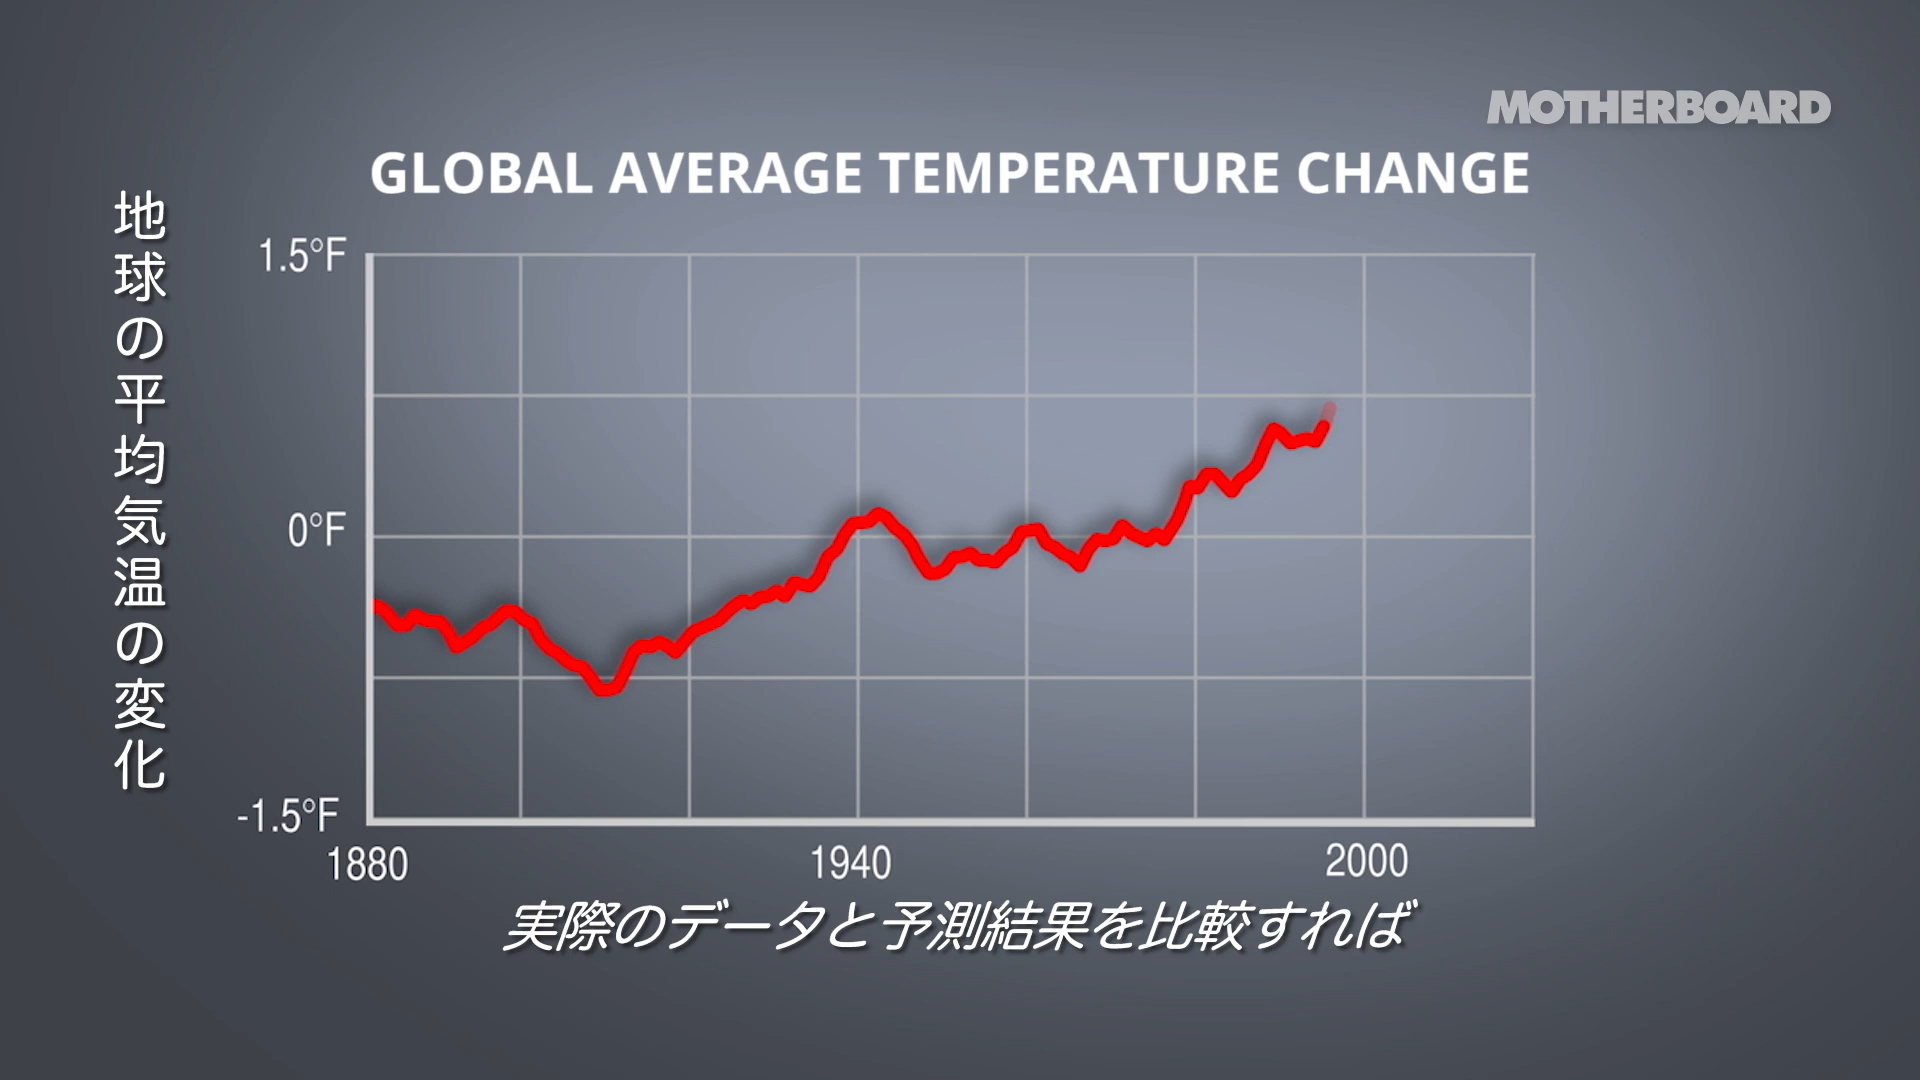 MOTHERBOARD
GLOBAL AVERAGE TEMPERATURE CHANGE
地球の平均気温の変化
1.5°F
0°F
-1.5°F
1880
1940
2000
実際のデータと予測結果を比較すれば